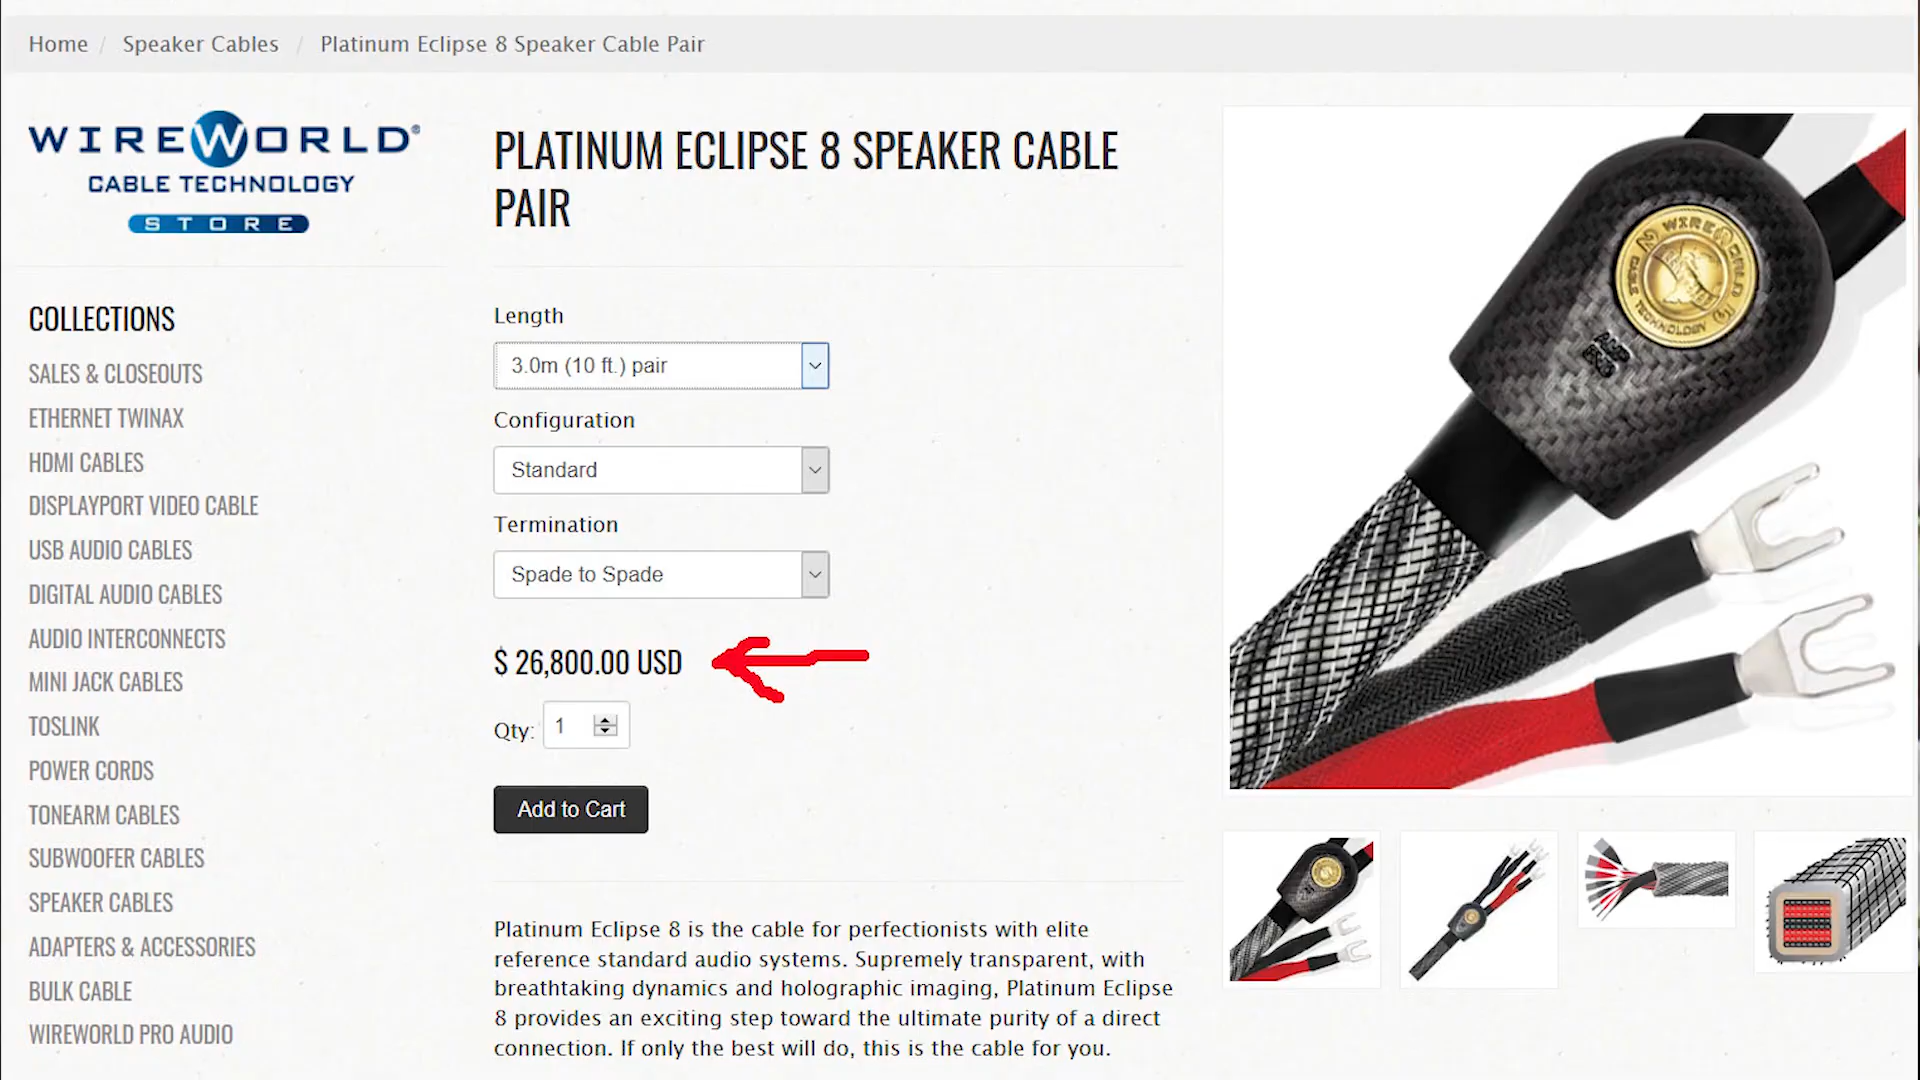 Home / Speaker Cables / Platinum Eclipse 8 Speaker Cable Pair
WIREWORLD®
CABLE TECHNOLOGY
STORE
COLLECTIONS
SALES & CLOSEOUTS
ETHERNET TWINAX
HDMI CABLES
DISPLAYPORT VIDEO CABLE
USB AUDIO CABLES
DIGITAL AUDIO CABLES
AUDIO INTERCONNECTS
MINI JACK CABLES
TOSLINK
POWER CORDS
TONEARM CABLES
SUBWOOFER CABLES
SPEAKER CABLES
ADAPTERS & ACCESSORIES
BULK CABLE
WIREWORLD PRO AUDIO
PLATINUM ECLIPSE 8 SPEAKER CABLE
PAIR
Length
3.0m (10 ft.) pair
Configuration
Standard
Termination
Spade to Spade
$ 26,800.00 USD
Qty: 1
Add to Cart
Platinum Eclipse 8 is the cable for perfectionists with elite
reference standard audio systems. Supremely transparent, with
breathtaking dynamics and holographic imaging, Platinum Eclipse
8 provides an exciting step toward the ultimate purity of a direct
connection. If only the best will do, this is the cable for you.
WIREWORLD
CABLE TECHNOLOGY